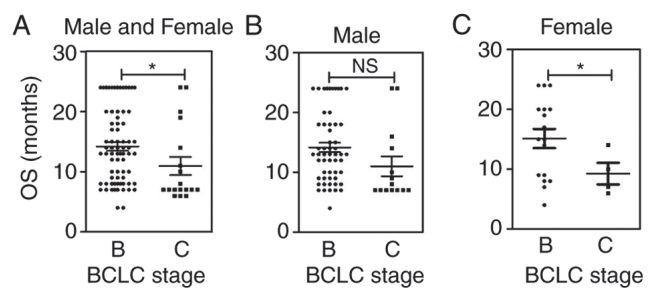 A Male and Female
30
20
10
0
OS (months)
*
B C
BCLC stage
B Male
30
20
10
0
NS
B C
BCLC stage
C Female
30
20
10
0
*
B C
BCLC stage